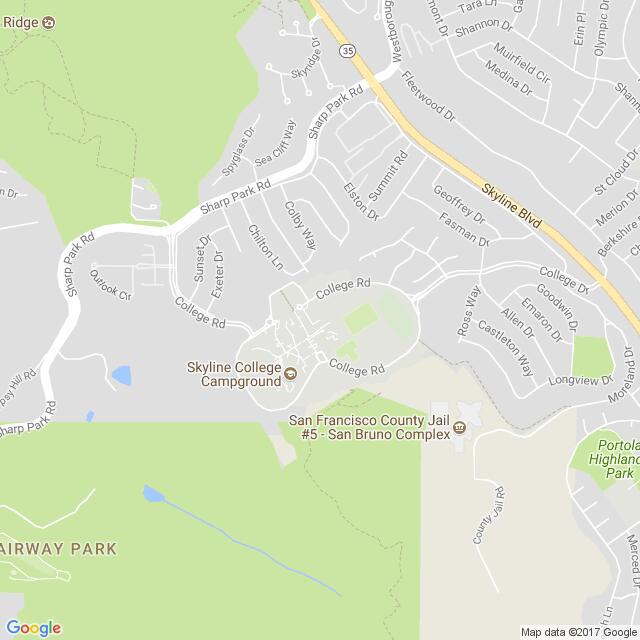 Ridge
35
Skyridge Dr
Tara Ln
Shannon Dr
Muirfield Cir
Medina Dr
Erin Pl
Olympic Dr
Fleetwood Dr
Sharp Park Rd
Spyglass Dr
Sea Cliff Way
Summit Rd
St Cloud Dr
Merion Dr
Skyline Blvd
Geoffrey Dr
Fasman Dr
Elston Dr
Sharp Park Rd
Colby Way
Chilton Ln
Sunset Dr
Exeter Dr
Sharp Park Rd
Outlook Cir
College Rd
College Rd
College Dr
Goodwin Dr
Emaron Dr
Allen Dr
Ross Way
Castleton Way
Longview Dr
Moreland Dr
Skyline College
Campground
College Rd
Sharp Park Rd
San Francisco County Jail
#5 - San Bruno Complex
Portola
Highland
Park
County Jail Rd
Merced Dr
AIRWAY PARK
Google
Map data ©2017 Google